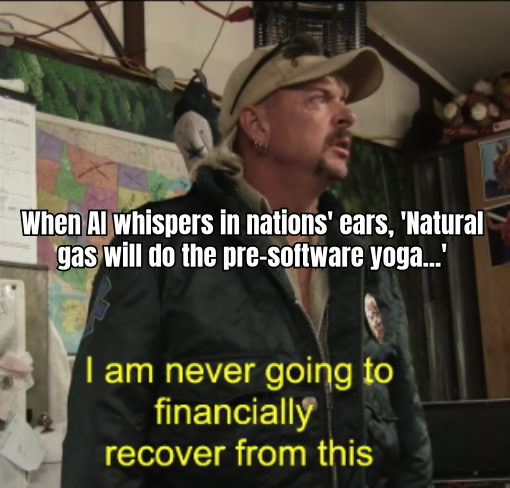 When AI whispers in nations' ears, 'Natural
gas will do the pre-software yoga...'
I am never going to
financially
recover from this